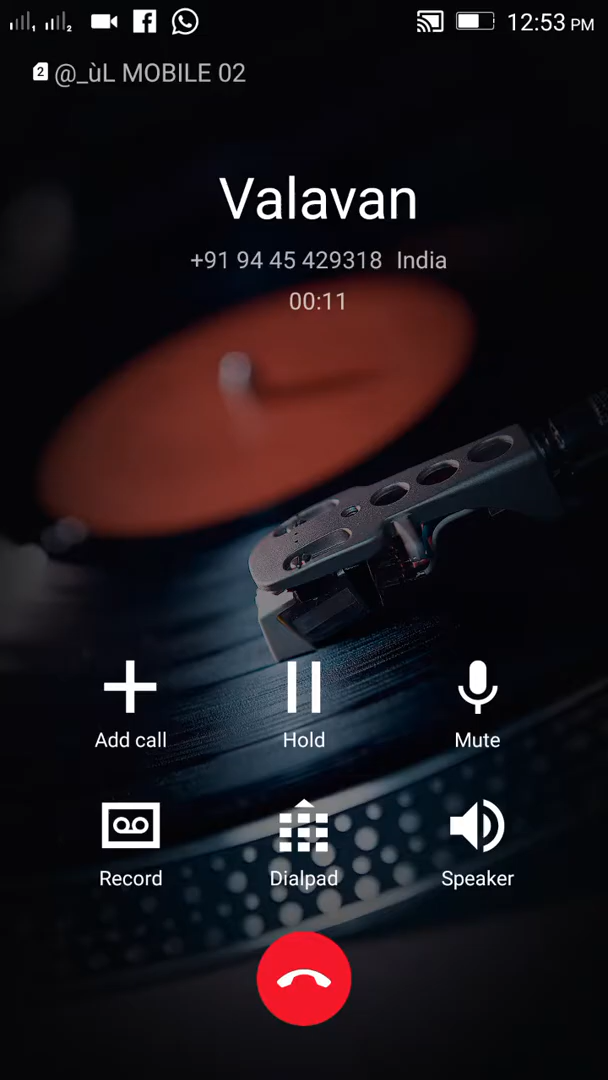 12:53 PM
2 @_ùL MOBILE 02
Valavan
+91 94 45 429318 India
00:11
Add call Hold Mute
Record Dialpad Speaker